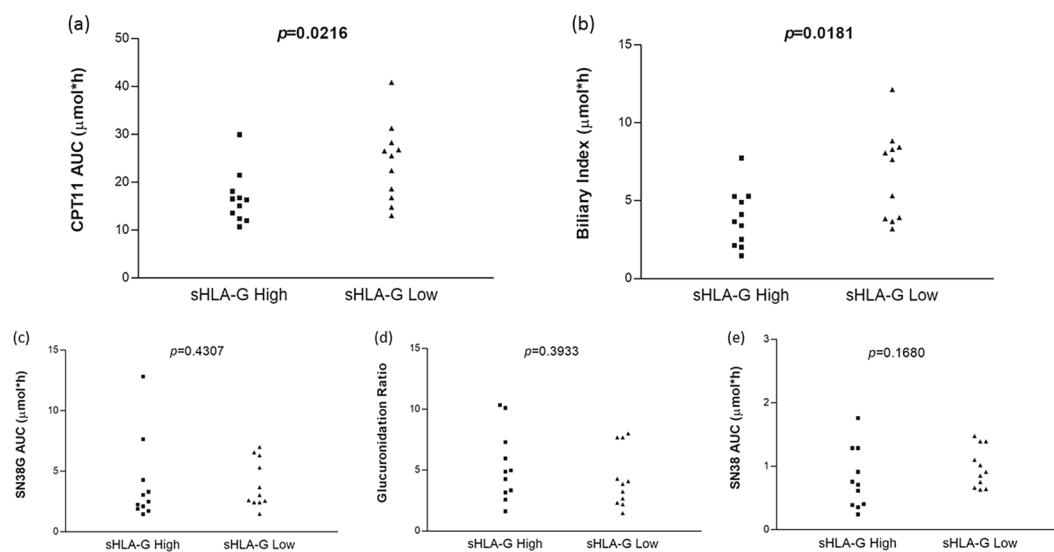 (a)
p=0.0216
CPT11 AUC (μmol*h)
50
40
30
20
10
0
sHLA-G High
sHLA-G Low
(b)
p=0.0181
Biliary Index (μmol*h)
15
10
5
0
sHLA-G High
sHLA-G Low
(c)
p=0.4307
SN38G AUC (μmol*h)
15
10
5
0
sHLA-G High
sHLA-G Low
(d)
p=0.3933
Glucuronidation Ratio
15
10
5
0
sHLA-G High
sHLA-G Low
(e)
p=0.1680
SN38 AUC (μmol*h)
3
2
1
0
sHLA-G High
sHLA-G Low